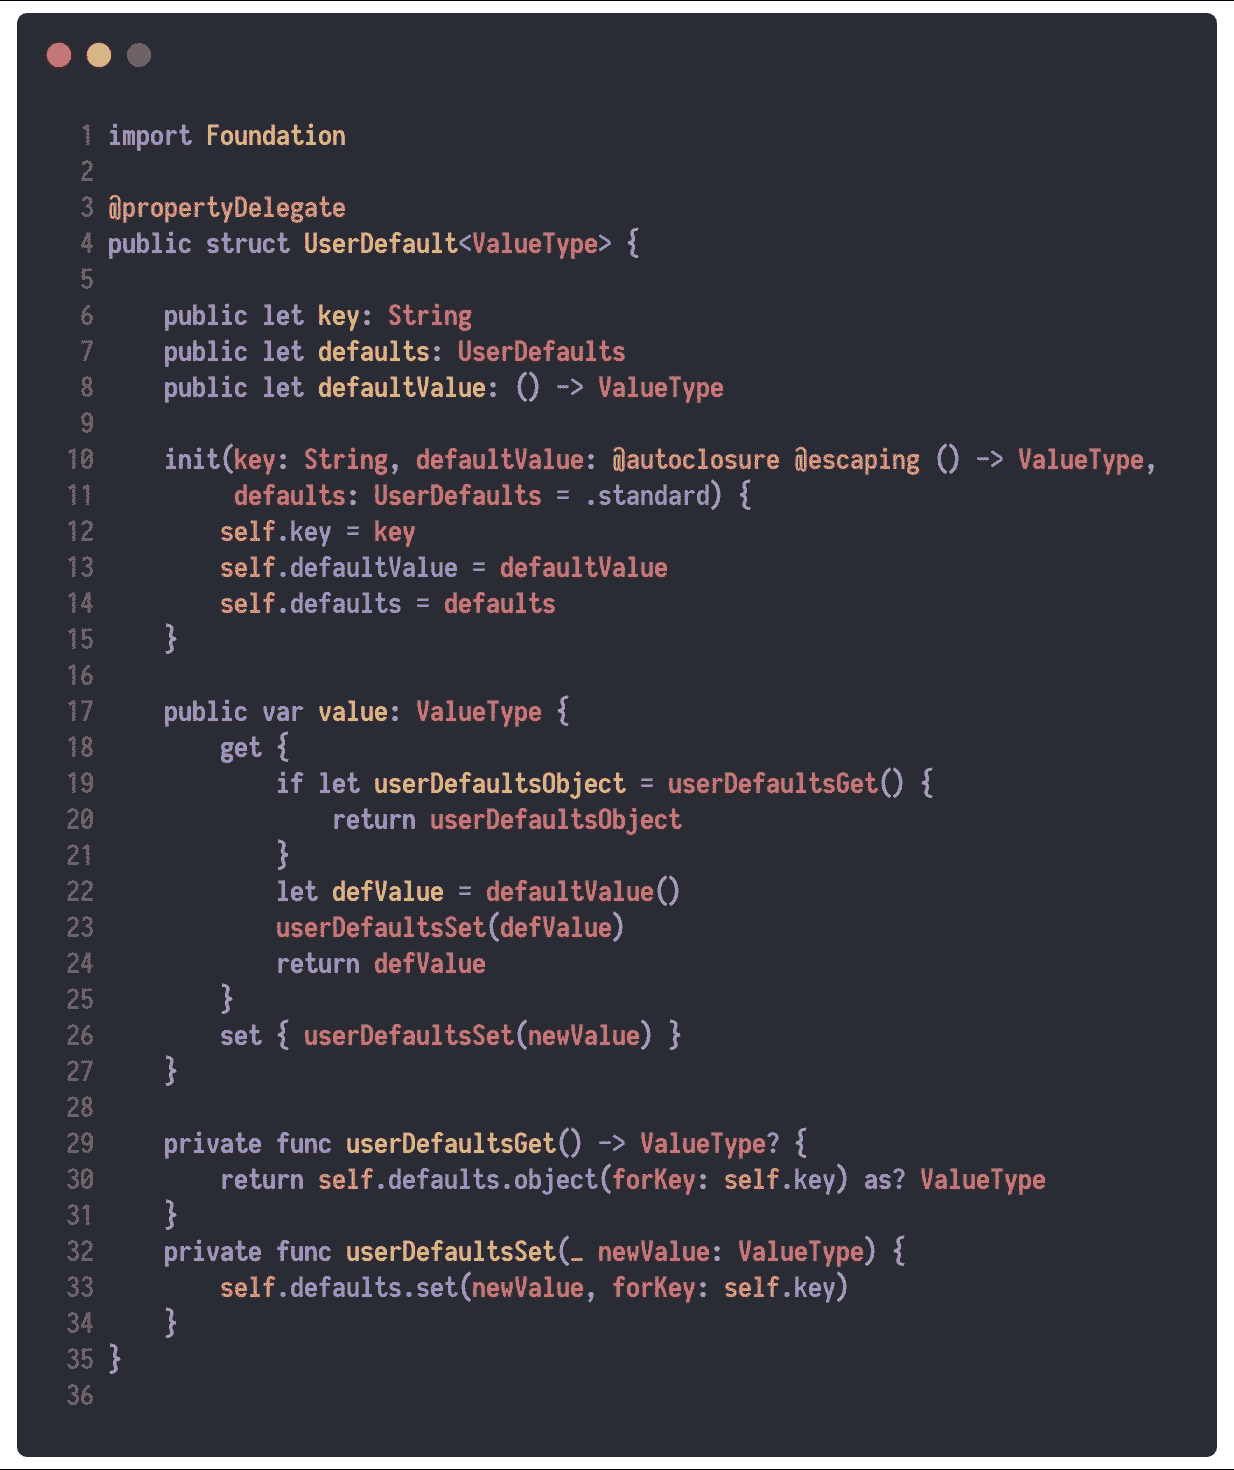 1 import Foundation
2
3 @propertyDelegate
4 public struct UserDefault<ValueType> {
5
6     public let key: String
7     public let defaults: UserDefaults
8     public let defaultValue: () -> ValueType
9
10     init(key: String, defaultValue: @autoclosure @escaping () -> ValueType,
11          defaults: UserDefaults = .standard) {
12         self.key = key
13         self.defaultValue = defaultValue
14         self.defaults = defaults
15     }
16
17     public var value: ValueType {
18         get {
19             if let userDefaultsObject = userDefaultsGet() {
20                 return userDefaultsObject
21             }
22             let defValue = defaultValue()
23             userDefaultsSet(defValue)
24             return defValue
25         }
26         set { userDefaultsSet(newValue) }
27     }
28
29     private func userDefaultsGet() -> ValueType? {
30         return self.defaults.object(forKey: self.key) as? ValueType
31     }
32     private func userDefaultsSet(_ newValue: ValueType) {
33         self.defaults.set(newValue, forKey: self.key)
34     }
35 }
36